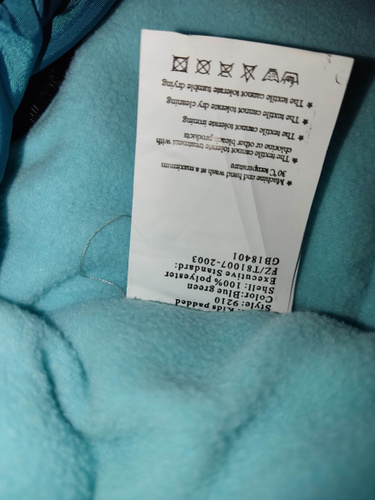 Kids padded
Style: 9210
Color:Blue green
Shell: 100% polyester
Executive Standard:
FZ/T81007-2003
GB18401
★ Machine and hand wash at a maximum
30°C temperature
★ The textile cannot tolerate treatment with
chlorine or other bleach products
★ The textile cannot tolerate ironing
★ The textile cannot tolerate dry cleaning
★ The textile cannot tolerate tumble drying